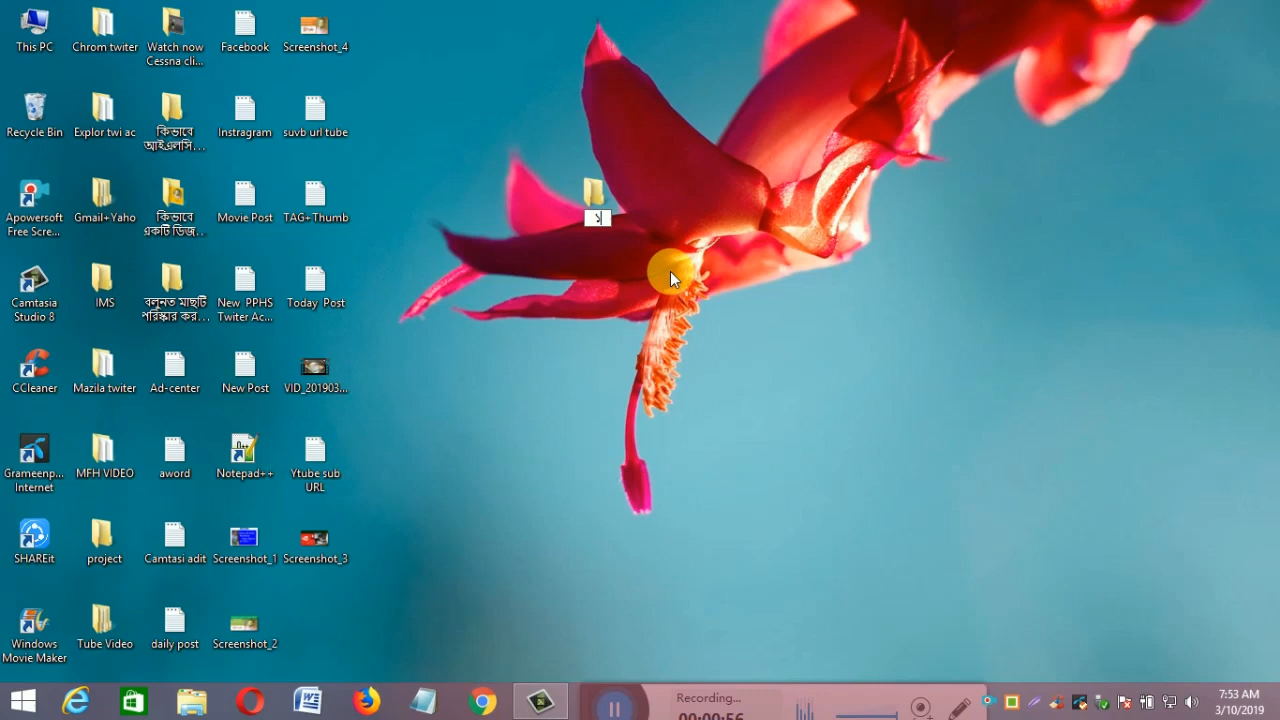 This PC
Chrom twiter
Watch now
Cessna cli...
Facebook
Screenshot_4
Recycle Bin
Explor twi ac
কিভাবে
আইএলসি...
Instragram
suvb url tube
Apowersoft
Free Scre...
Gmail+Yaho
কিভাবে
একটি ডিজ...
Movie Post
TAG+Thumb
১
Camtasia
Studio 8
IMS
বলুনত মাছটি
পরিষ্কার কর...
New PPHS
Twiter Ac...
Today Post
CCleaner
Mazila twiter
Ad-center
New Post
VID_201903...
Grameenp...
Internet
MFH VIDEO
aword
Notepad++
Ytube sub
URL
SHAREit
project
Camtasi adit
Screenshot_1
Screenshot_3
Windows
Movie Maker
Tube Video
daily post
Screenshot_2
Recording...
00:00:56
7:53 AM
3/10/2019